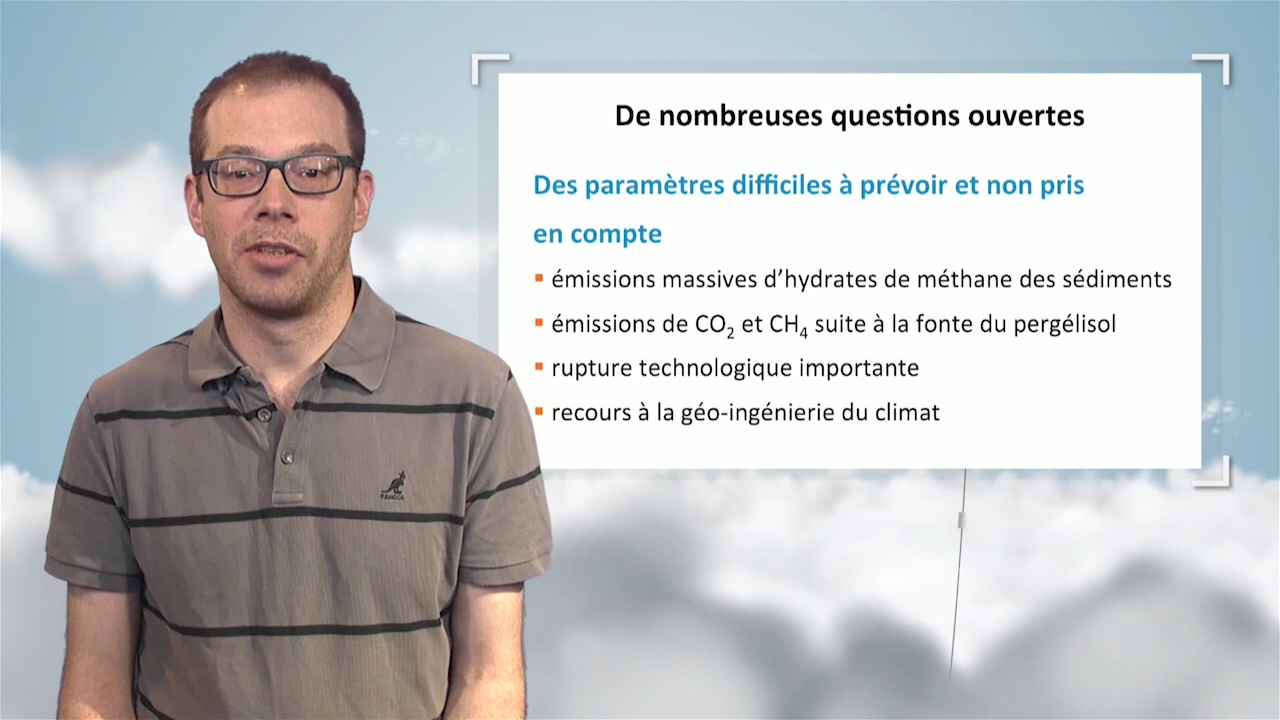 De nombreuses questions ouvertes
Des paramètres difficiles à prévoir et non pris
en compte
émissions massives d’hydrates de méthane des sédiments
émissions de CO₂ et CH₄ suite à la fonte du pergélisol
rupture technologique importante
recours à la géo-ingénierie du climat
KANGOL